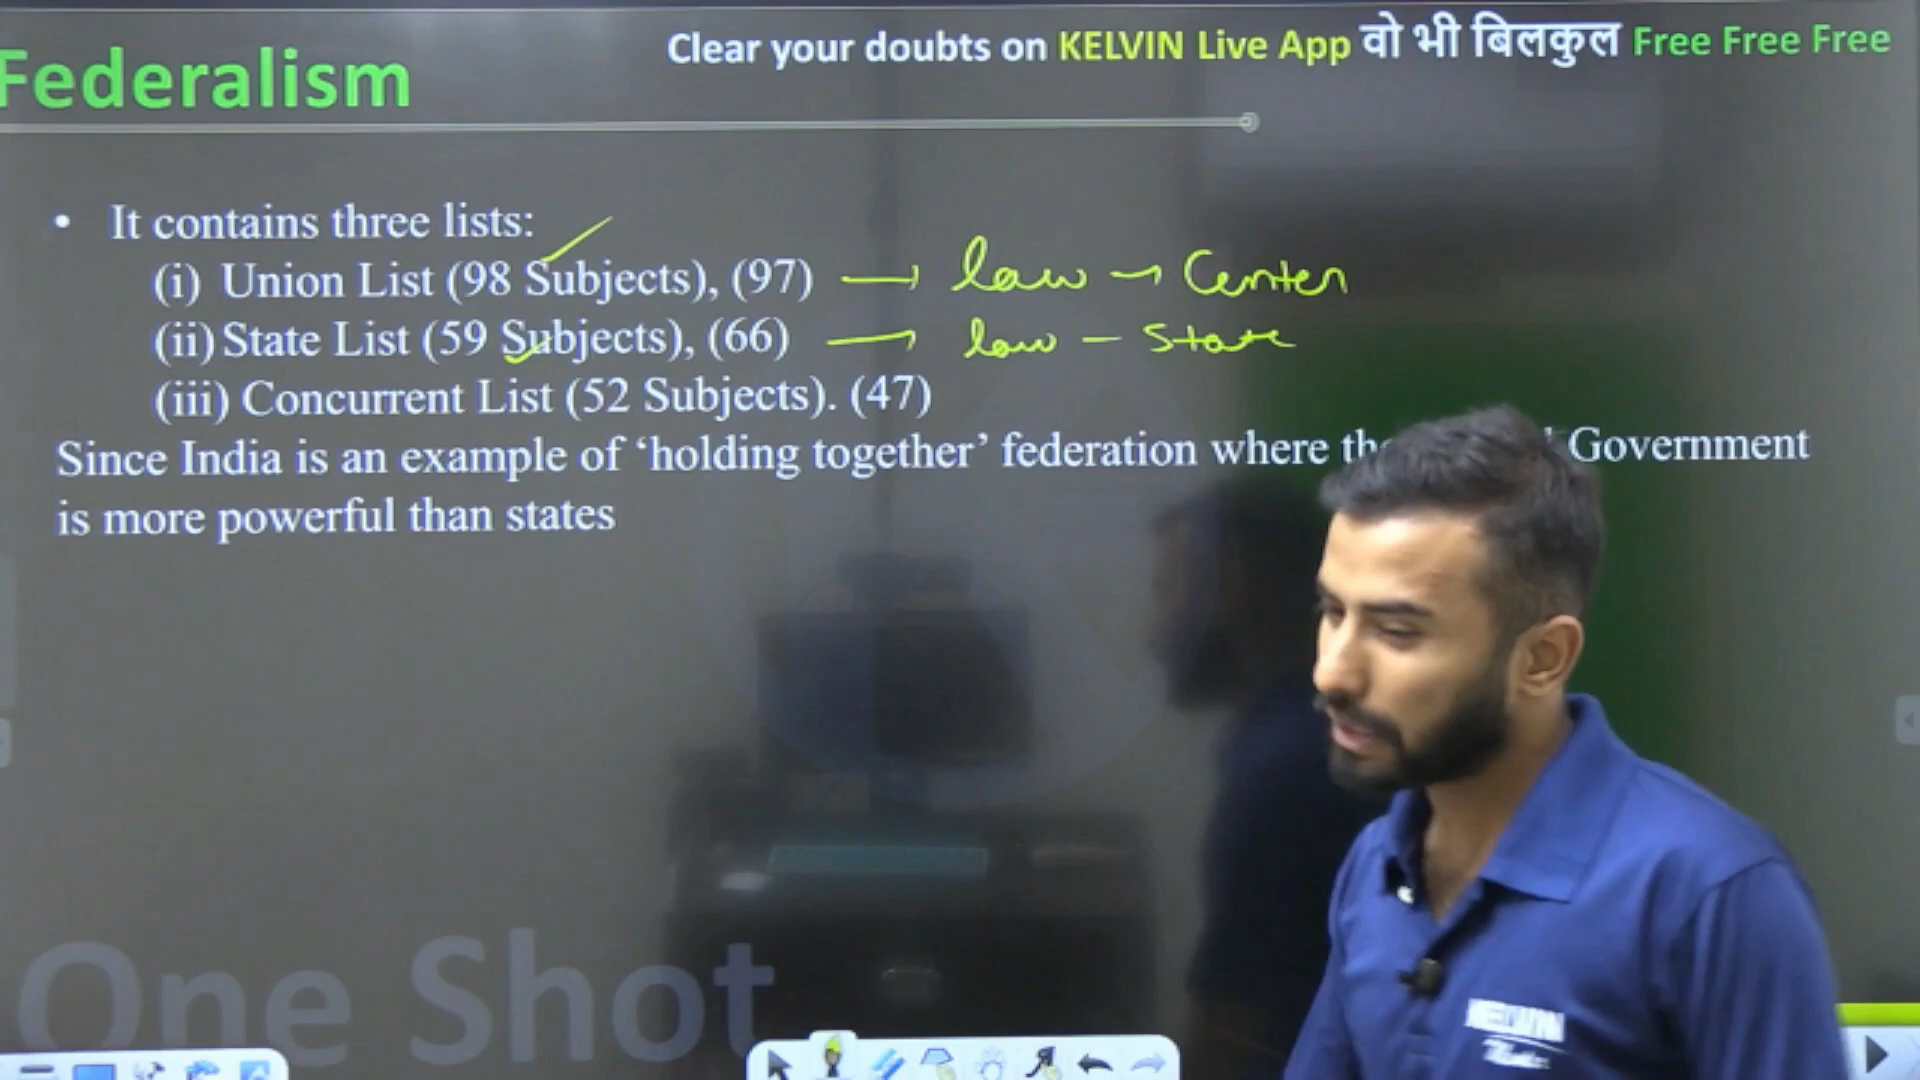 Clear your doubts on KELVIN Live App वो भी बिलकुल Free Free Free
Federalism
• It contains three lists:
(i) Union List (98 Subjects), (97) → law → Center
(ii) State List (59 Subjects), (66) → law - State
(iii) Concurrent List (52 Subjects). (47)
Since India is an example of ‘holding together’ federation where Government
is more powerful than states
One Shot
KELVIN